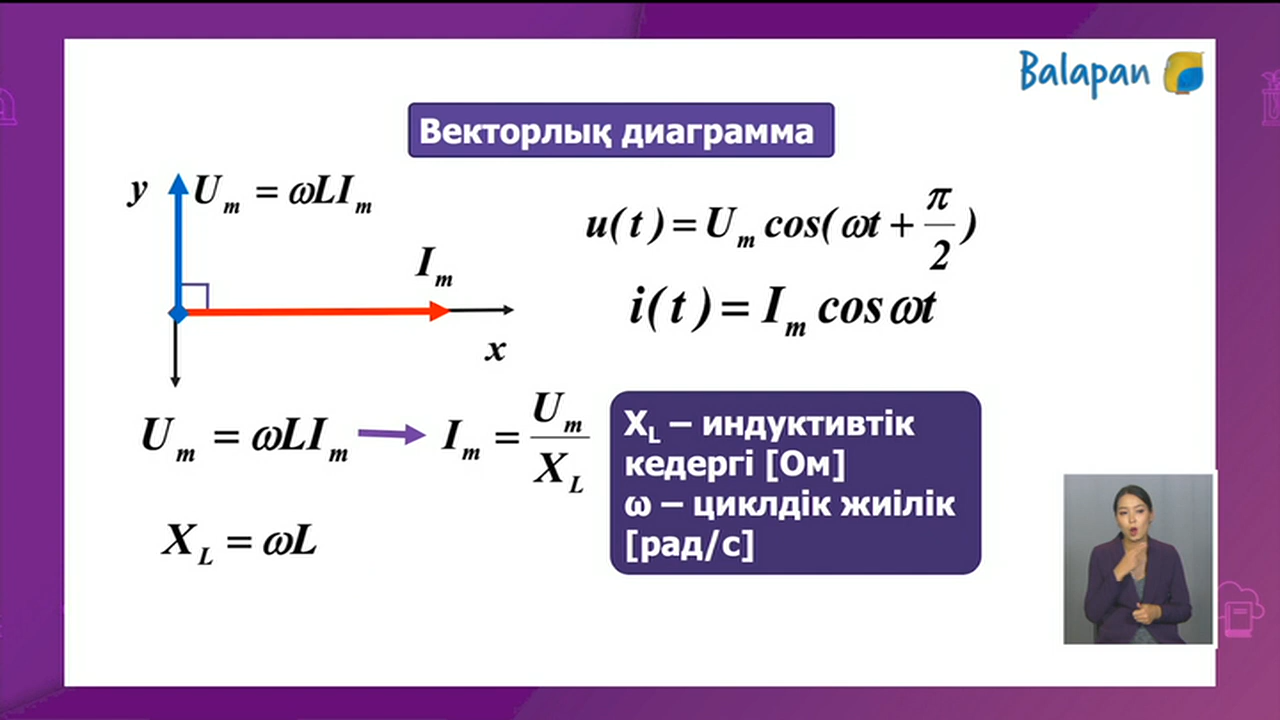 Balapan
Векторлық диаграмма
y
U_m = ωLI_m
I_m
x
u(t) = U_m cos(ωt + π/2)
i(t) = I_m cos ωt
U_m = ωLI_m → I_m = U_m/X_L
X_L = ωL
X_L – индуктивтік
кедергі [Ом]
ω – циклдік жиілік
[рад/с]